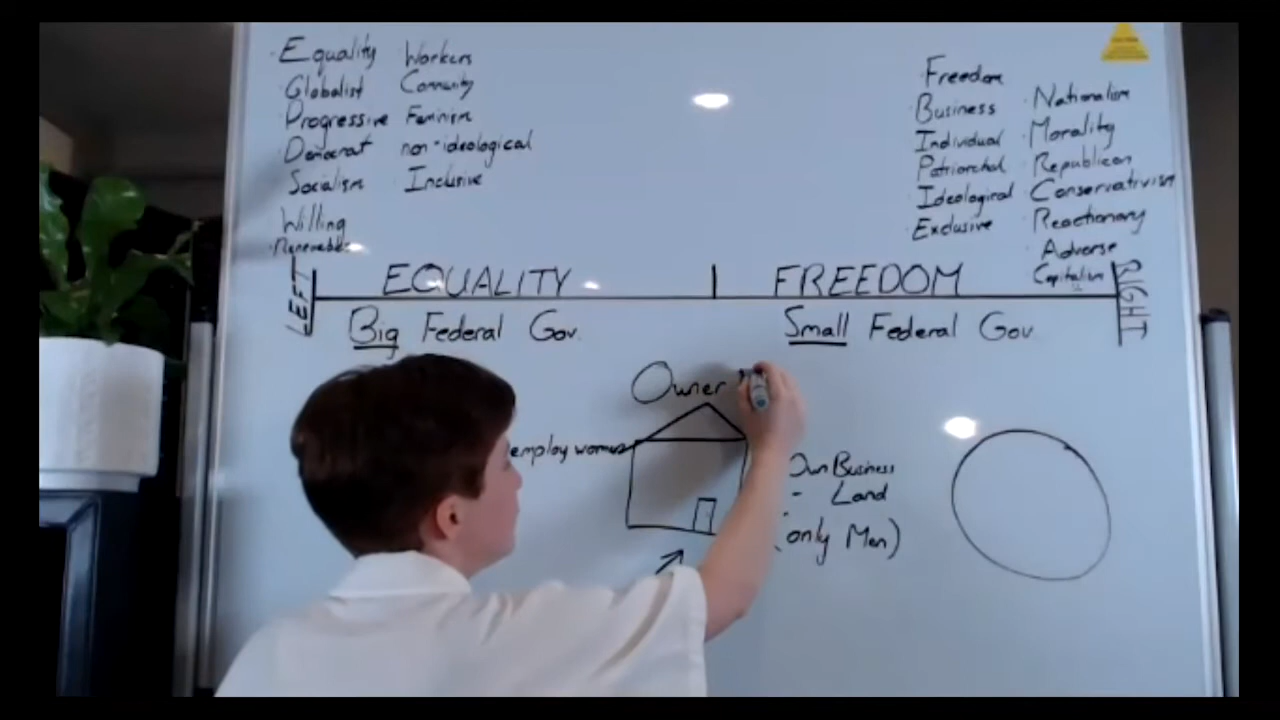 · Equality
· Globalist
· Progressive
· Democrat
· Socialism
· Willing
· Renewable
Workers
Community
Feminism
non-ideological
Inclusive
· Freedom
· Business
· Individual
· Patriarchal
· Ideological
· Exclusive
· Nationalism
· Morality
· Republican
· Conservativism
· Reactionary
· Adverse
Capitalism
LEFT
EQUALITY
FREEDOM
RIGHT
Big Federal Gov.
Small Federal Gov.
Owner
employ women
Own Business
- Land
(only Men)